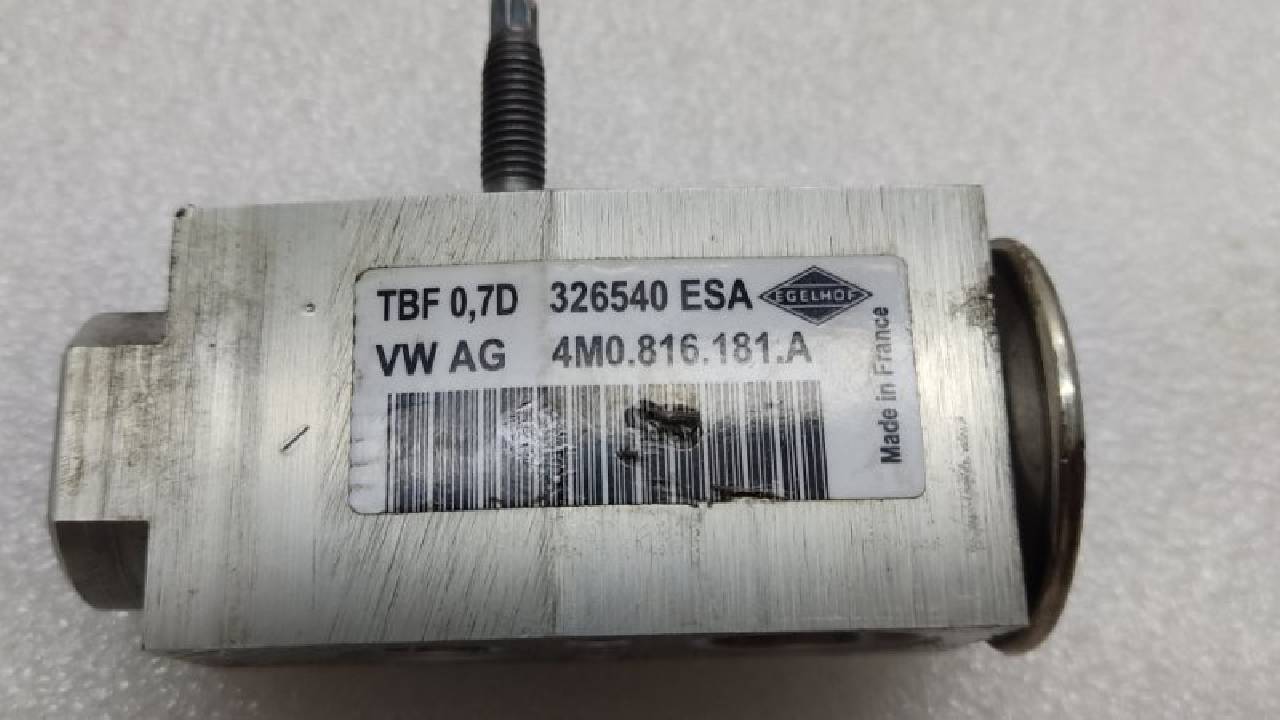 TBF 0,7D 326540 ESA EGELHOF
VW AG 4M0.816.181.A
Made in France